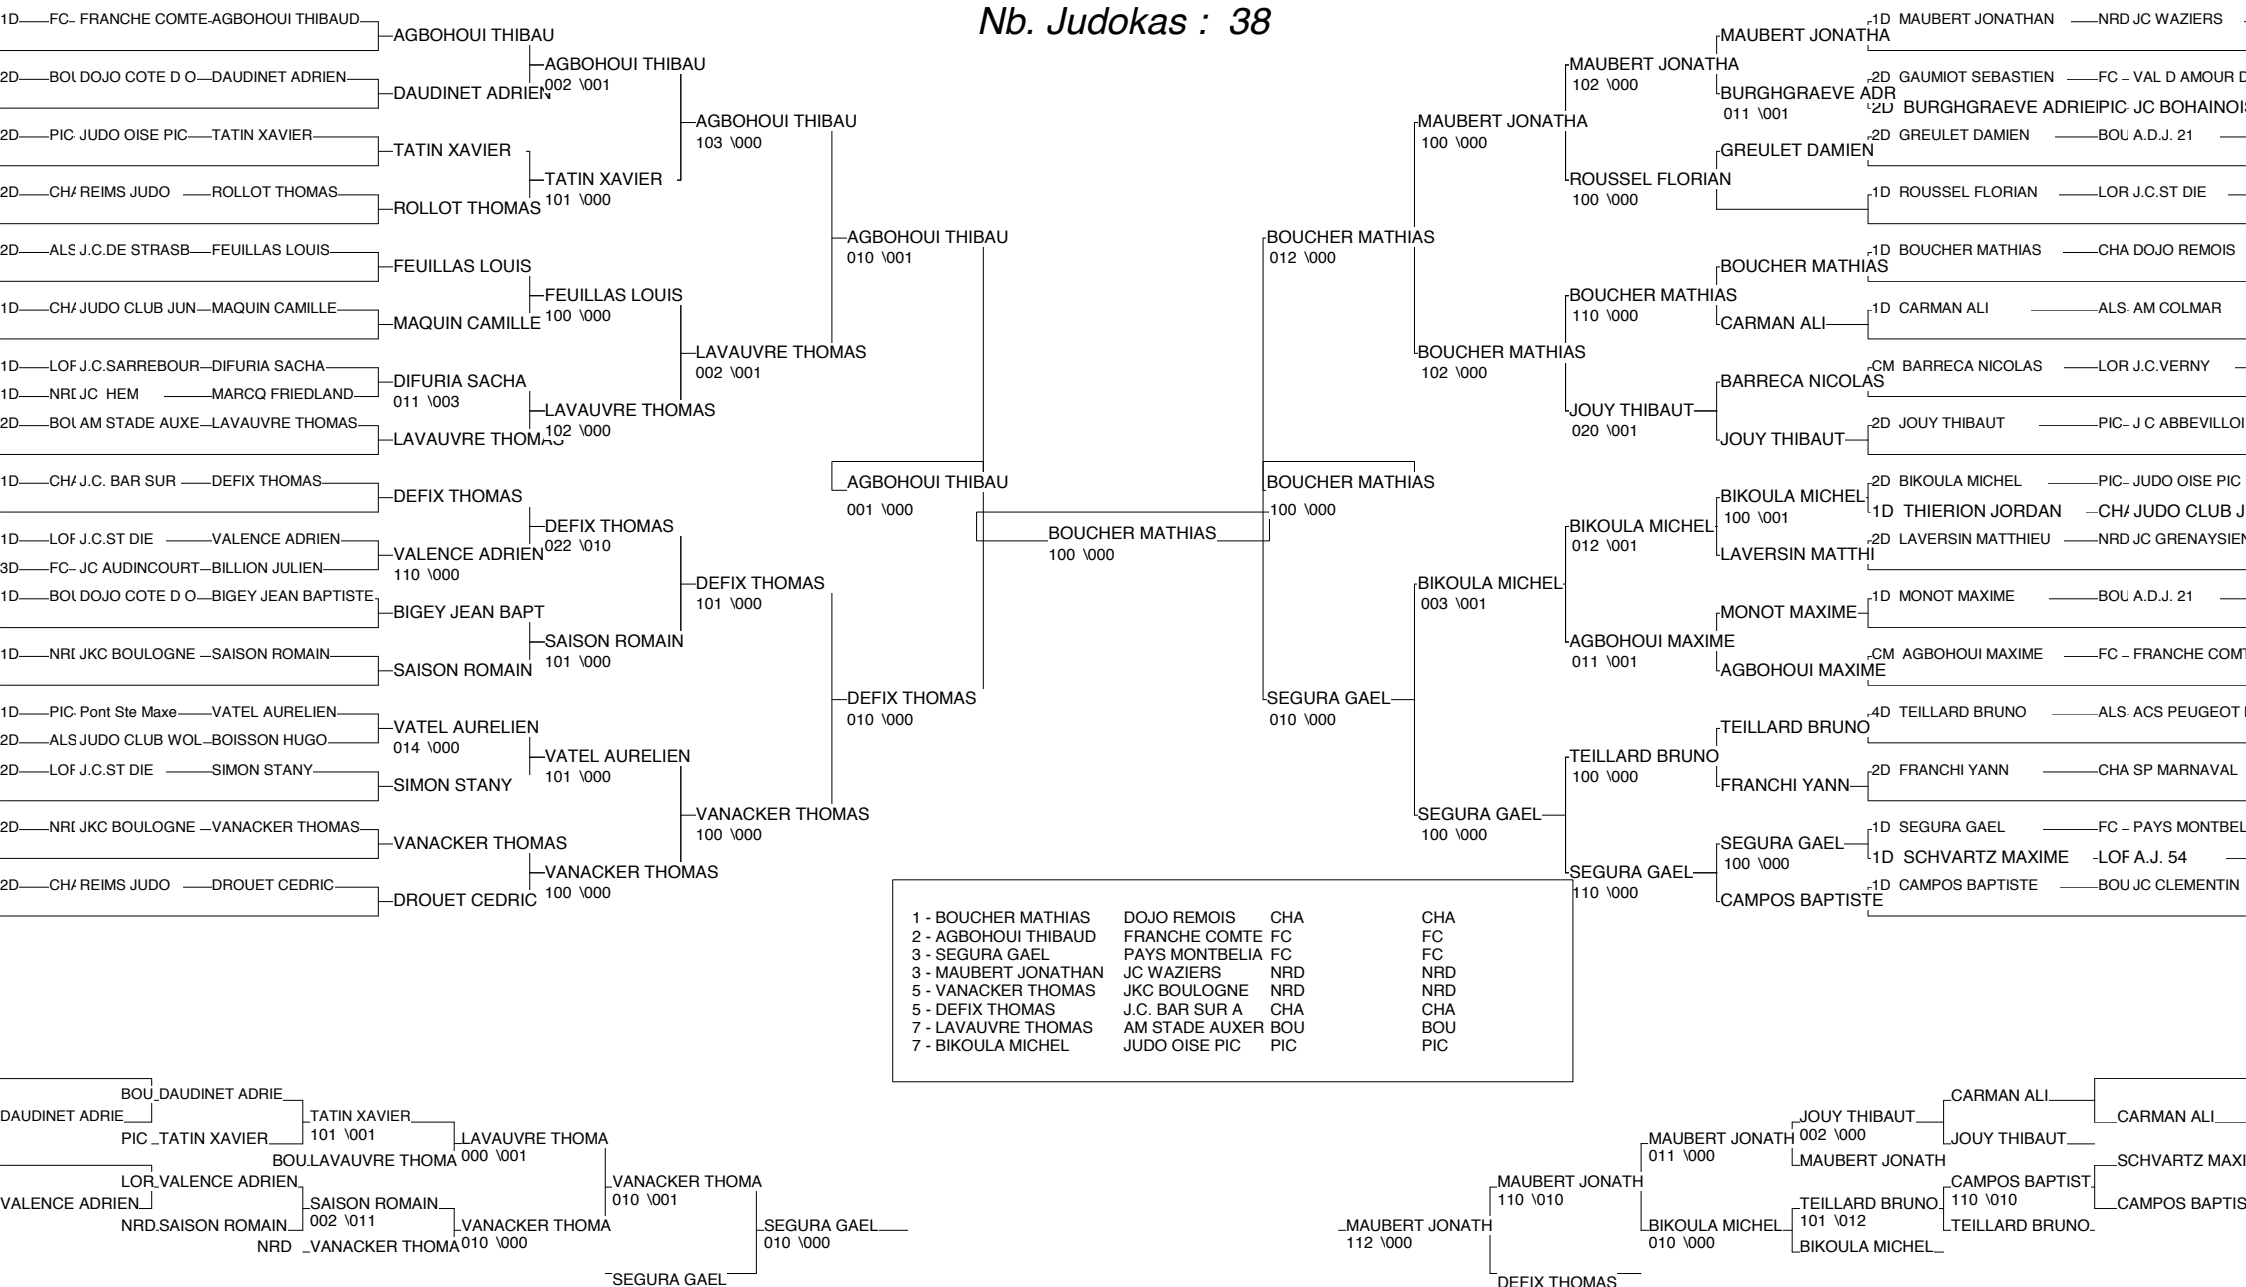 Nb. Judokas : 38
1D FC FRANCHE COMTE AGBOHOUI THIBAUD
AGBOHOUI THIBAU
2D BOU DOJO COTE D O DAUDINET ADRIEN
DAUDINET ADRIEN
AGBOHOUI THIBAU
002 \001
2D PIC JUDO OISE PIC TATIN XAVIER
TATIN XAVIER
2D CHA REIMS JUDO ROLLOT THOMAS
ROLLOT THOMAS
TATIN XAVIER
101 \000
AGBOHOUI THIBAU
103 \000
2D ALS J.C.DE STRASB FEUILLAS LOUIS
FEUILLAS LOUIS
1D CHA JUDO CLUB JUN MAQUIN CAMILLE
MAQUIN CAMILLE
FEUILLAS LOUIS
100 \000
1D LOR J.C.SARREBOUR DIFURIA SACHA
1D NRD JC HEM MARCQ FRIEDLAND
DIFURIA SACHA
011 \003
2D BOU AM STADE AUXE LAVAUVRE THOMAS
LAVAUVRE THOMAS
LAVAUVRE THOMAS
102 \000
LAVAUVRE THOMAS
002 \001
AGBOHOUI THIBAU
010 \001
1D CHA J.C. BAR SUR DEFIX THOMAS
DEFIX THOMAS
1D LOR J.C.ST DIE VALENCE ADRIEN
3D FC JC AUDINCOURT BILLION JULIEN
VALENCE ADRIEN
110 \000
DEFIX THOMAS
022 \010
1D BOU DOJO COTE D O BIGEY JEAN BAPTISTE
BIGEY JEAN BAPT
1D NRD JKC BOULOGNE SAISON ROMAIN
SAISON ROMAIN
SAISON ROMAIN
101 \000
DEFIX THOMAS
101 \000
1D PIC Pont Ste Maxe VATEL AURELIEN
2D ALS JUDO CLUB WOL BOISSON HUGO
VATEL AURELIEN
014 \000
2D LOR J.C.ST DIE SIMON STANY
SIMON STANY
VATEL AURELIEN
101 \000
2D NRD JKC BOULOGNE VANACKER THOMAS
VANACKER THOMAS
2D CHA REIMS JUDO DROUET CEDRIC
DROUET CEDRIC
VANACKER THOMAS
100 \000
VANACKER THOMAS
100 \000
DEFIX THOMAS
010 \000
AGBOHOUI THIBAU
001 \000
BOUCHER MATHIAS
100 \000
BOUCHER MATHIAS
100 \000
BOUCHER MATHIAS
012 \000
SEGURA GAEL
010 \000
MAUBERT JONATHA
100 \000
BOUCHER MATHIAS
102 \000
BIKOULA MICHEL
003 \001
SEGURA GAEL
100 \000
MAUBERT JONATHA
102 \000
ROUSSEL FLORIAN
100 \000
BOUCHER MATHIAS
110 \000
JOUY THIBAUT
020 \001
BIKOULA MICHEL
012 \001
AGBOHOUI MAXIME
011 \001
TEILLARD BRUNO
100 \000
SEGURA GAEL
110 \000
MAUBERT JONATHA
1D MAUBERT JONATHAN NRD JC WAZIERS
BURGHGRAEVE ADR
011 \001
2D GAUMIOT SEBASTIEN FC VAL D AMOUR D
2D BURGHGRAEVE ADRIE PIC JC BOHAINOIS
GREULET DAMIEN
2D GREULET DAMIEN BOU A.D.J. 21
1D ROUSSEL FLORIAN LOR J.C.ST DIE
BOUCHER MATHIAS
1D BOUCHER MATHIAS CHA DOJO REMOIS
CARMAN ALI
1D CARMAN ALI ALS AM COLMAR
BARRECA NICOLAS
CM BARRECA NICOLAS LOR J.C.VERNY
JOUY THIBAUT
2D JOUY THIBAUT PIC J C ABBEVILLOI
BIKOULA MICHEL
100 \001
2D BIKOULA MICHEL PIC JUDO OISE PIC
1D THIERION JORDAN CHA JUDO CLUB J
LAVERSIN MATTHI
2D LAVERSIN MATTHIEU NRD JC GRENAYSIEN
MONOT MAXIME
1D MONOT MAXIME BOU A.D.J. 21
AGBOHOUI MAXIME
CM AGBOHOUI MAXIME FC FRANCHE COMT
TEILLARD BRUNO
4D TEILLARD BRUNO ALS ACS PEUGEOT
FRANCHI YANN
2D FRANCHI YANN CHA SP MARNAVAL
SEGURA GAEL
100 \000
1D SEGURA GAEL FC PAYS MONTBEL
1D SCHVARTZ MAXIME LOR A.J. 54
CAMPOS BAPTISTE
1D CAMPOS BAPTISTE BOU JC CLEMENTIN
1 - BOUCHER MATHIAS DOJO REMOIS CHA CHA
2 - AGBOHOUI THIBAUD FRANCHE COMTE FC FC
3 - SEGURA GAEL PAYS MONTBELIA FC FC
3 - MAUBERT JONATHAN JC WAZIERS NRD NRD
5 - VANACKER THOMAS JKC BOULOGNE NRD NRD
5 - DEFIX THOMAS J.C. BAR SUR A CHA CHA
7 - LAVAUVRE THOMAS AM STADE AUXER BOU BOU
7 - BIKOULA MICHEL JUDO OISE PIC PIC PIC
BOU DAUDINET ADRIE
DAUDINET ADRIE
PIC TATIN XAVIER
TATIN XAVIER
101 \001
BOU LAVAUVRE THOMA
LAVAUVRE THOMA
000 \001
LOR VALENCE ADRIEN
VALENCE ADRIEN
NRD SAISON ROMAIN
SAISON ROMAIN
002 \011
NRD VANACKER THOMA
VANACKER THOMA
010 \000
VANACKER THOMA
010 \001
SEGURA GAEL
SEGURA GAEL
010 \000
MAUBERT JONATH
112 \000
MAUBERT JONATH
110 \010
DEFIX THOMAS
MAUBERT JONATH
011 \000
BIKOULA MICHEL
010 \000
JOUY THIBAUT
002 \000
MAUBERT JONATH
TEILLARD BRUNO
101 \012
BIKOULA MICHEL
CARMAN ALI
JOUY THIBAUT
CAMPOS BAPTIST
110 \010
TEILLARD BRUNO
CARMAN ALI
SCHVARTZ MAXI
CAMPOS BAPTIS